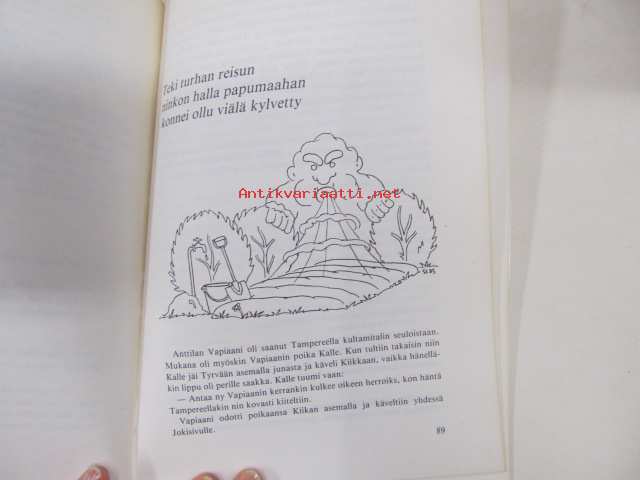 Teki turhan reisun
ninkon halla papumaahan
konnei ollu viälä kylvetty
Antikvariaatti.net
Anttilan Vapiaani oli saanut Tampereella kultamitalin seuloistaan.
Mukana oli myöskin Vapiaanin poika Kalle. Kun tultiin takaisin niin
Kalle jäi Tyrvään asemalla junasta ja käveli Kiikkaan, vaikka hänellä-
kin lippu oli perille saakka. Kalle tuumi vaan:
— Antaa ny Vapiaanin kerrankin kulkee oikeen herroiks, kon häntä
Tampereellakin nin kovasti kiiteltiin.
Vapiaani odotti poikaansa Kiikan asemalla ja käveltiin yhdessä
Jokisivulle.
89